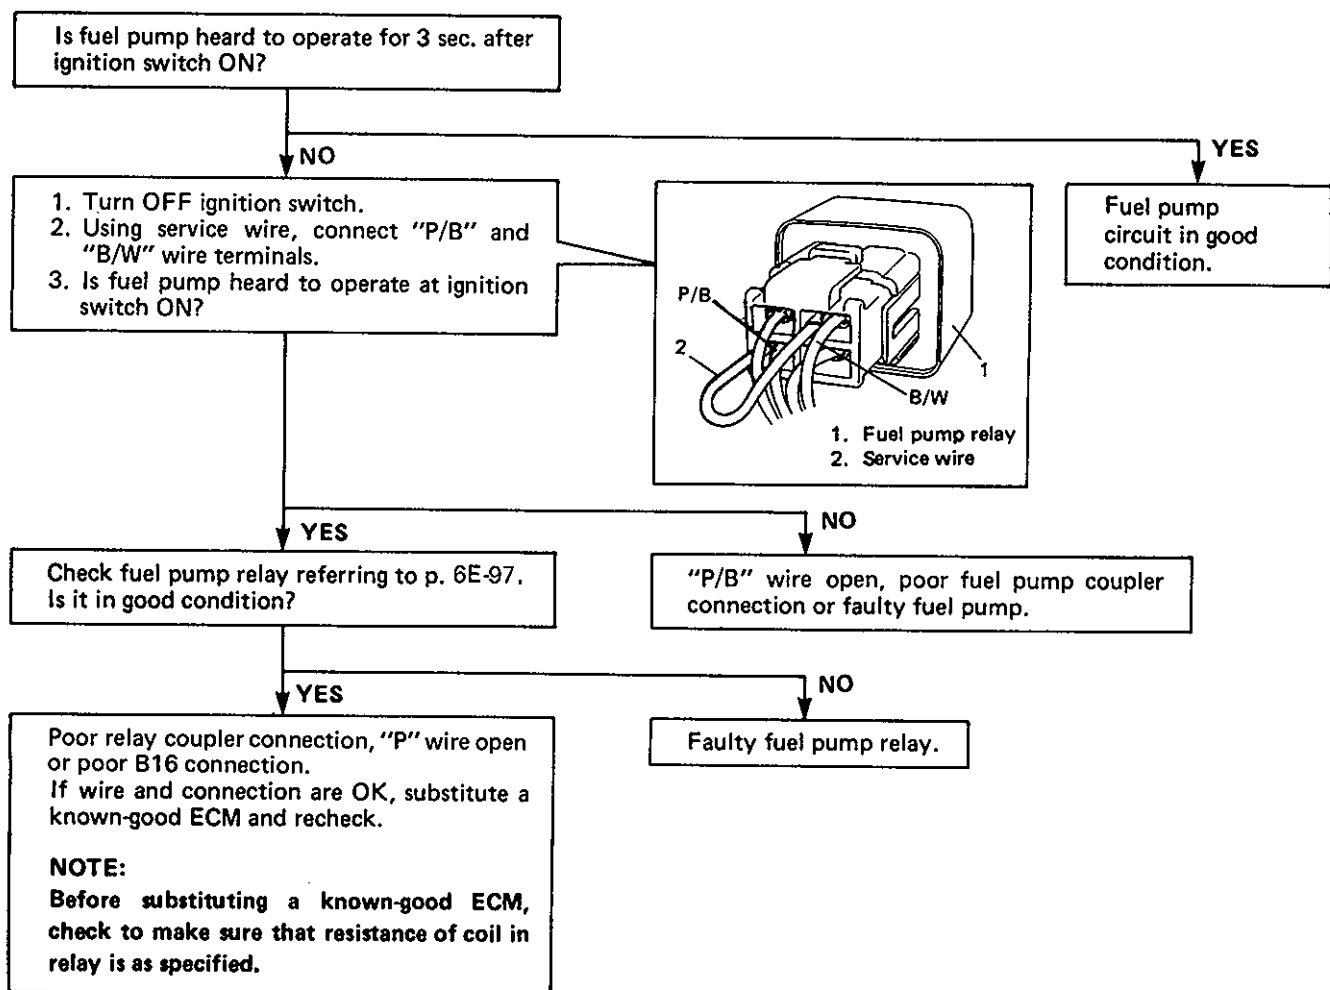 Is fuel pump heard to operate for 3 sec. after
ignition switch ON?
NO
YES
1. Turn OFF ignition switch.
2. Using service wire, connect "P/B" and
"B/W" wire terminals.
3. Is fuel pump heard to operate at ignition
switch ON?
P/B
2
1
B/W
1. Fuel pump relay
2. Service wire
Fuel pump
circuit in good
condition.
YES
NO
Check fuel pump relay referring to p. 6E-97.
Is it in good condition?
"P/B" wire open, poor fuel pump coupler
connection or faulty fuel pump.
YES
NO
Poor relay coupler connection, "P" wire open
or poor B16 connection.
If wire and connection are OK, substitute a
known-good ECM and recheck.
NOTE:
Before substituting a known-good ECM,
check to make sure that resistance of coil in
relay is as specified.
Faulty fuel pump relay.